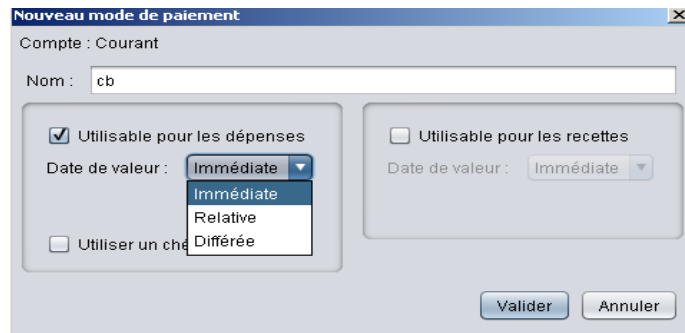 Nouveau mode de paiement
Compte : Courant
Nom : cb
Utilisable pour les dépenses
Date de valeur : Immédiate
Immédiate
Relative
Différée
Utiliser un
Utilisable pour les recettes
Date de valeur : Immédiate
Valider Annuler